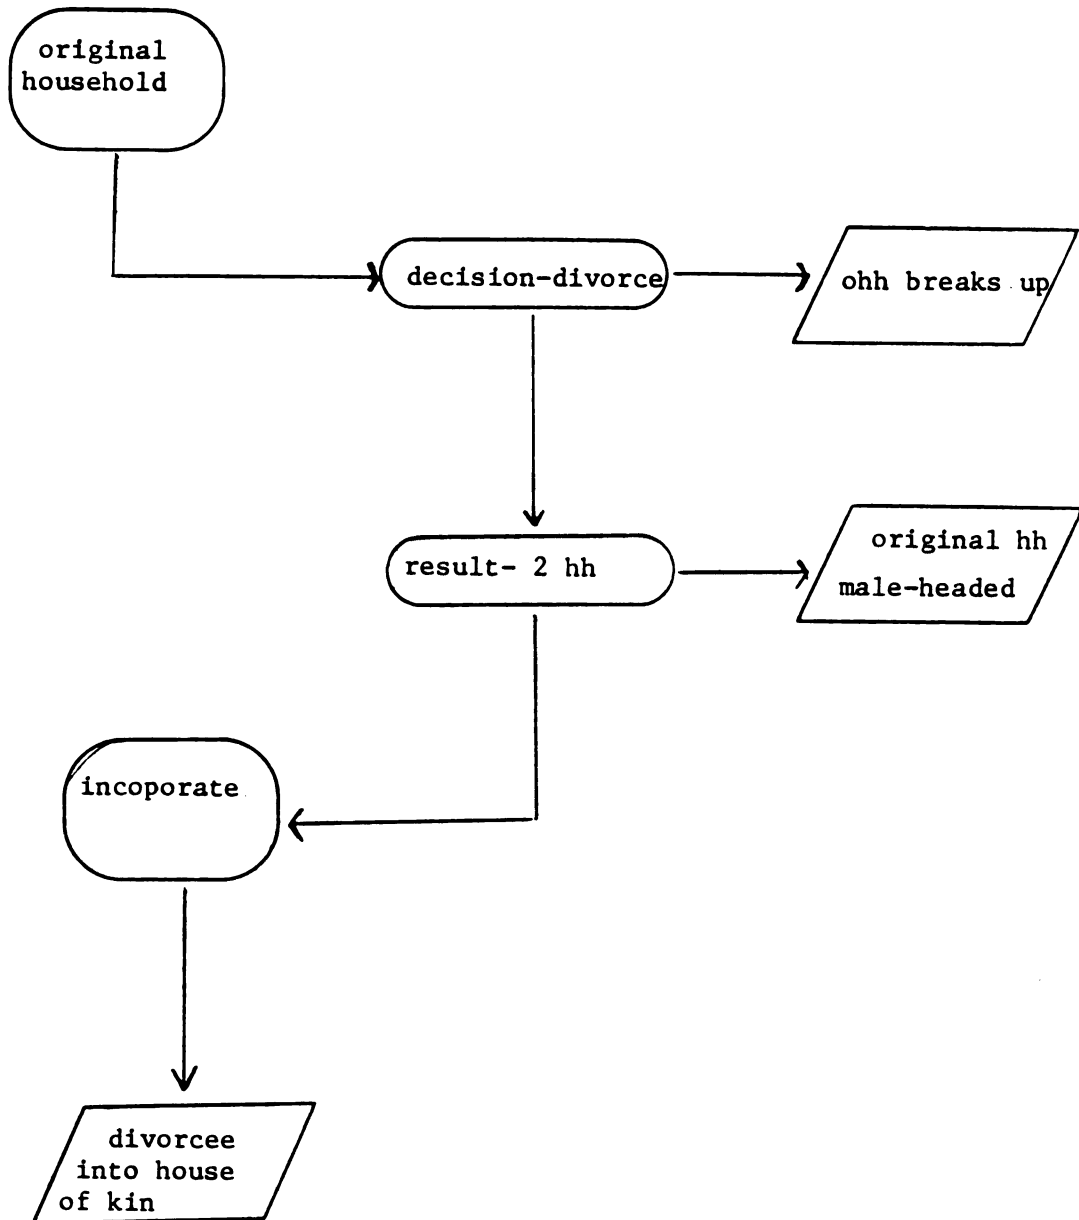 original
household
decision-divorce
ohh breaks up
result- 2 hh
original hh
male-headed
incoporate
divorcee
into house
of kin